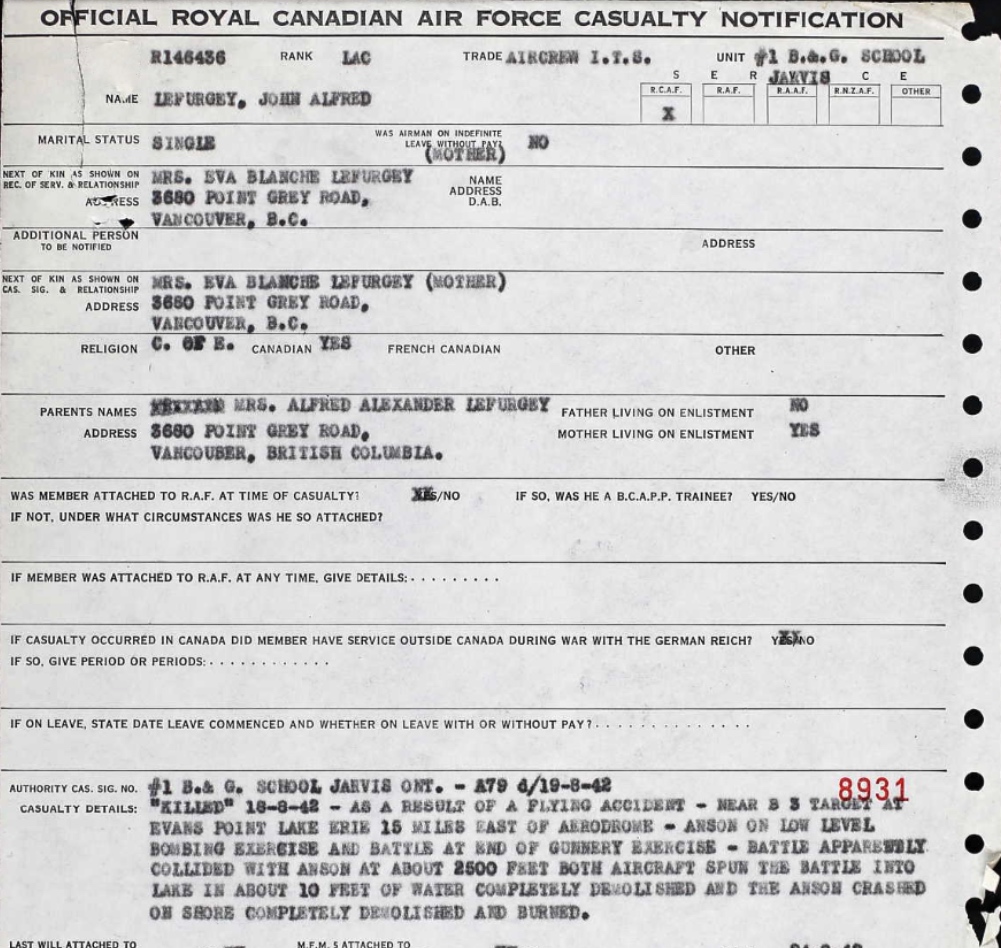 OFFICIAL ROYAL CANADIAN AIR FORCE CASUALTY NOTIFICATION
R146436 RANK LAC TRADE AIRCREW I.T.S. UNIT #1 B.&.G. SCHOOL
S E R JARVIS C E
NAME LEFURGEY, JOHN ALFRED R.C.A.F. R.A.F. R.A.A.F. R.N.Z.A.F. OTHER
X
MARITAL STATUS SINGLE WAS AIRMAN ON INDEFINITE LEAVE WITHOUT PAY? NO
(MOTHER)
NEXT OF KIN AS SHOWN ON REC. OF SERV. & RELATIONSHIP MRS. EVA BLANCHE LEFURGEY NAME
ADDRESS 3680 POINT GREY ROAD, ADDRESS D.A.B.
VANCOUVER, B.C.
ADDITIONAL PERSON TO BE NOTIFIED ADDRESS
NEXT OF KIN AS SHOWN ON CAS. SIG. & RELATIONSHIP MRS. EVA BLANCHE LEFURGEY (MOTHER)
ADDRESS 3680 POINT GREY ROAD,
VANCOUVER, B.C.
RELIGION C. OF E. CANADIAN YES FRENCH CANADIAN OTHER
PARENTS NAMES MRS. ALFRED ALEXANDER LEFURGEY FATHER LIVING ON ENLISTMENT NO
ADDRESS 3680 POINT GREY ROAD, MOTHER LIVING ON ENLISTMENT YES
VANCOUBER, BRITISH COLUMBIA.
WAS MEMBER ATTACHED TO R.A.F. AT TIME OF CASUALTY? YES/NO IF SO, WAS HE A B.C.A.P.P. TRAINEE? YES/NO
IF NOT, UNDER WHAT CIRCUMSTANCES WAS HE SO ATTACHED?
IF MEMBER WAS ATTACHED TO R.A.F. AT ANY TIME, GIVE DETAILS: . . . . . . . . .
IF CASUALTY OCCURRED IN CANADA DID MEMBER HAVE SERVICE OUTSIDE CANADA DURING WAR WITH THE GERMAN REICH? YES/NO
IF SO, GIVE PERIOD OR PERIODS: . . . . . . . . . . . .
IF ON LEAVE, STATE DATE LEAVE COMMENCED AND WHETHER ON LEAVE WITH OR WITHOUT PAY? . . . . . . . . . . . . . . .
AUTHORITY CAS. SIG. NO. #1 B.& G. SCHOOL JARVIS ONT. - A79 d/19-8-42 8931
CASUALTY DETAILS: "KILLED" 18-8-42 - AS A RESULT OF A FLYING ACCIDENT - NEAR B 3 TARGET AT
EVANS POINT LAKE ERIE 15 MILES EAST OF AERODROME - ANSON ON LOW LEVEL
BOMBING EXERCISE AND BATTLE AT END OF GUNNERY EXERCISE - BATTLE APPARENTLY
COLLIDED WITH ANSON AT ABOUT 2500 FEET BOTH AIRCRAFT SPUN THE BATTLE INTO
LAKE IN ABOUT 10 FEET OF WATER COMPLETELY DEMOLISHED AND THE ANSON CRASHED
ON SHORE COMPLETELY DEMOLISHED AND BURNED.
LAST WILL ATTACHED TO M.F.M. 5 ATTACHED TO